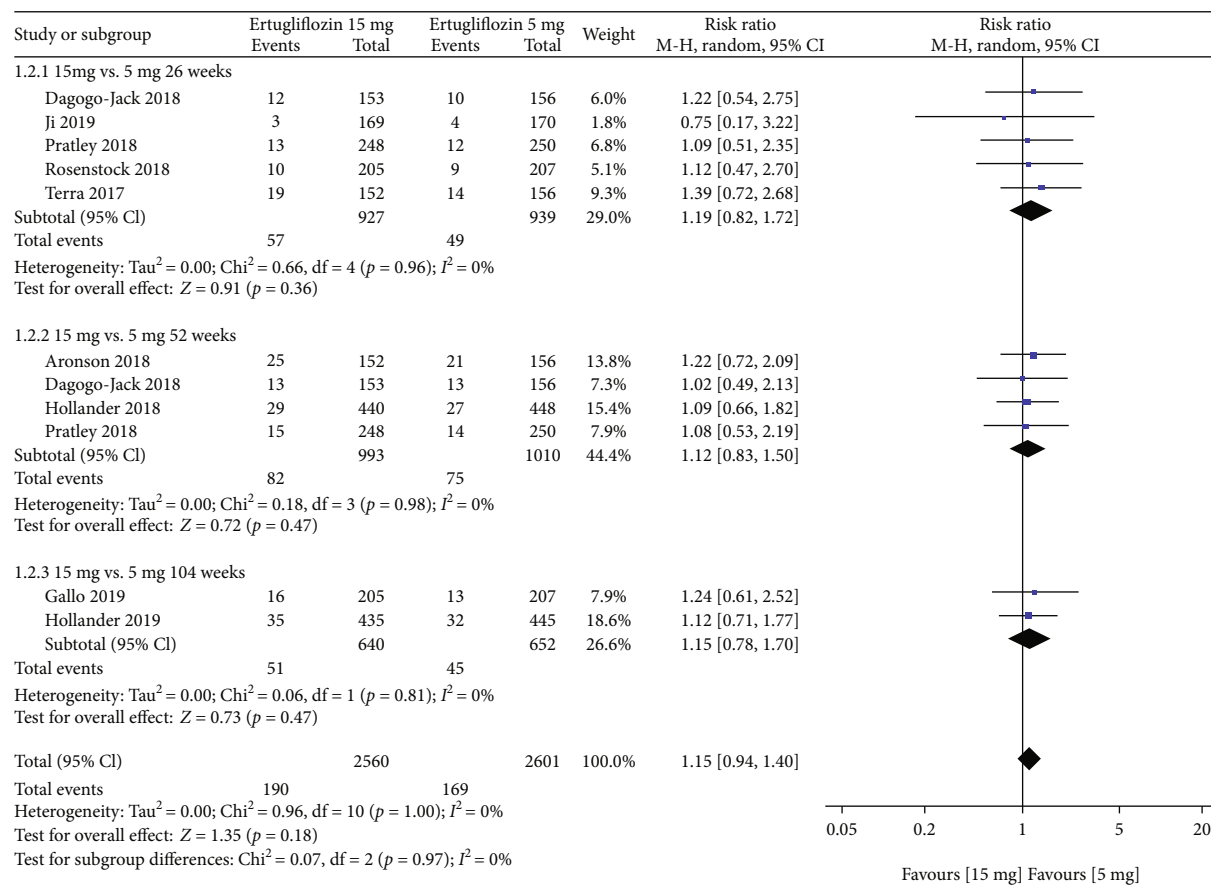 Study or subgroup Ertugliflozin 15 mg Ertugliflozin 5 mg Weight Risk ratio Risk ratio
Events Total Events Total M-H, random, 95% CI M-H, random, 95% CI
1.2.1 15mg vs. 5 mg 26 weeks
Dagogo-Jack 2018 12 153 10 156 6.0% 1.22 [0.54, 2.75]
Ji 2019 3 169 4 170 1.8% 0.75 [0.17, 3.22]
Pratley 2018 13 248 12 250 6.8% 1.09 [0.51, 2.35]
Rosenstock 2018 10 205 9 207 5.1% 1.12 [0.47, 2.70]
Terra 2017 19 152 14 156 9.3% 1.39 [0.72, 2.68]
Subtotal (95% Cl) 927 939 29.0% 1.19 [0.82, 1.72]
Total events 57 49
Heterogeneity: Tau² = 0.00; Chi² = 0.66, df = 4 (p = 0.96); I² = 0%
Test for overall effect: Z = 0.91 (p = 0.36)
1.2.2 15 mg vs. 5 mg 52 weeks
Aronson 2018 25 152 21 156 13.8% 1.22 [0.72, 2.09]
Dagogo-Jack 2018 13 153 13 156 7.3% 1.02 [0.49, 2.13]
Hollander 2018 29 440 27 448 15.4% 1.09 [0.66, 1.82]
Pratley 2018 15 248 14 250 7.9% 1.08 [0.53, 2.19]
Subtotal (95% Cl) 993 1010 44.4% 1.12 [0.83, 1.50]
Total events 82 75
Heterogeneity: Tau² = 0.00; Chi² = 0.18, df = 3 (p = 0.98); I² = 0%
Test for overall effect: Z = 0.72 (p = 0.47)
1.2.3 15 mg vs. 5 mg 104 weeks
Gallo 2019 16 205 13 207 7.9% 1.24 [0.61, 2.52]
Hollander 2019 35 435 32 445 18.6% 1.12 [0.71, 1.77]
Subtotal (95% Cl) 640 652 26.6% 1.15 [0.78, 1.70]
Total events 51 45
Heterogeneity: Tau² = 0.00; Chi² = 0.06, df = 1 (p = 0.81); I² = 0%
Test for overall effect: Z = 0.73 (p = 0.47)
Total (95% Cl) 2560 2601 100.0% 1.15 [0.94, 1.40]
Total events 190 169
Heterogeneity: Tau² = 0.00; Chi² = 0.96, df = 10 (p = 1.00); I² = 0%
Test for overall effect: Z = 1.35 (p = 0.18)
Test for subgroup differences: Chi² = 0.07, df = 2 (p = 0.97); I² = 0%
0.05 0.2 1 5 20
Favours [15 mg] Favours [5 mg]